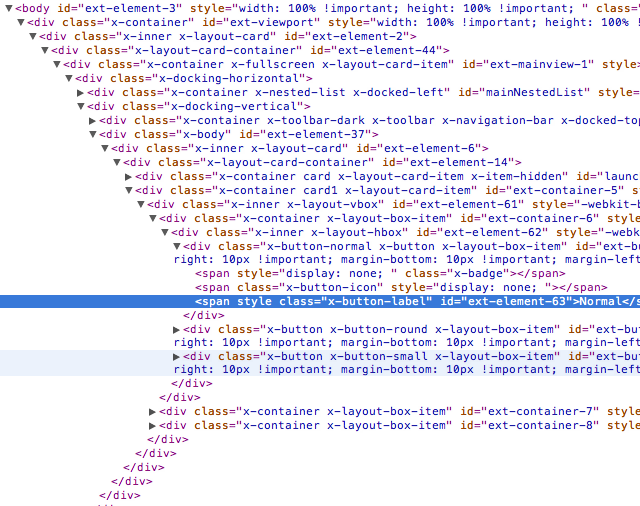 ▼<body id="ext-element-3" style="width: 100% !important; height: 100% !important; " class="
▼<div class="x-container" id="ext-viewport" style="width: 100% !important; height: 100% !
▼<div class="x-inner x-layout-card" id="ext-element-2">
▼<div class="x-layout-card-container" id="ext-element-44">
▼<div class="x-container x-fullscreen x-layout-card-item" id="ext-mainview-1" style=
▼<div class="x-docking-horizontal">
▶<div class="x-container x-nested-list x-docked-left" id="mainNestedList" style=
▼<div class="x-docking-vertical">
▶<div class="x-container x-toolbar-dark x-toolbar x-navigation-bar x-docked-top
▼<div class="x-body" id="ext-element-37">
▼<div class="x-inner x-layout-card" id="ext-element-6">
▼<div class="x-layout-card-container" id="ext-element-14">
▶<div class="x-container card x-layout-card-item x-item-hidden" id="launc
▼<div class="x-container card1 x-layout-card-item" id="ext-container-5"
▼<div class="x-inner x-layout-vbox" id="ext-element-61" style="-webkit-b
▼<div class="x-container x-layout-box-item" id="ext-container-6" style=
▼<div class="x-inner x-layout-hbox" id="ext-element-62" style="-webk
▼<div class="x-button-normal x-button x-layout-box-item" id="ext-bu
right: 10px !important; margin-bottom: 10px !important; margin-left
<span style="display: none; " class="x-badge"></span>
<span class="x-button-icon" style="display: none; "></span>
<span style class="x-button-label" id="ext-element-63">Normal</s
</div>
▶<div class="x-button x-button-round x-layout-box-item" id="ext-but
right: 10px !important; margin-bottom: 10px !important; margin-left
▶<div class="x-button x-button-small x-layout-box-item" id="ext-but
right: 10px !important; margin-bottom: 10px !important; margin-left
</div>
</div>
▶<div class="x-container x-layout-box-item" id="ext-container-7" style=
▶<div class="x-container x-layout-box-item" id="ext-container-8" style=
</div>
</div>
</div>
</div>